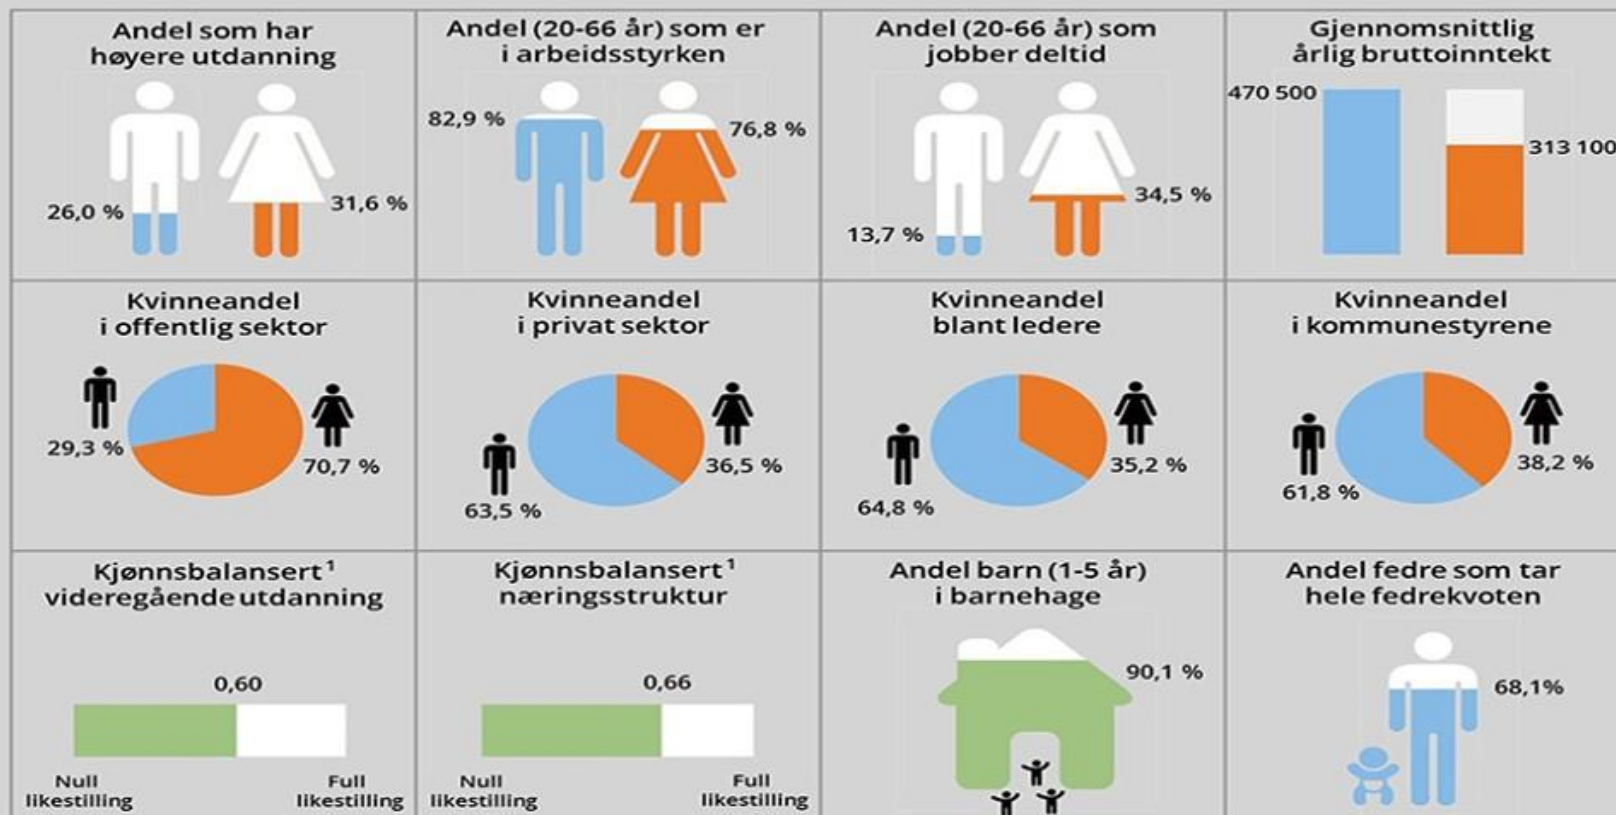 Andel som har
høyere utdanning
26,0 %
31,6 %
Andel (20-66 år) som er
i arbeidsstyrken
82,9 %
76,8 %
Andel (20-66 år) som
jobber deltid
13,7 %
34,5 %
Gjennomsnittlig
årlig bruttoinntekt
470 500
313 100
Kvinneandel
i offentlig sektor
29,3 %
70,7 %
Kvinneandel
i privat sektor
63,5 %
36,5 %
Kvinneandel
blant ledere
64,8 %
35,2 %
Kvinneandel
i kommunestyrene
61,8 %
38,2 %
Kjønnsbalansert¹
videregående utdanning
0,60
Null
likestilling
Full
likestilling
Kjønnsbalansert¹
næringsstruktur
0,66
Null
likestilling
Full
likestilling
Andel barn (1-5 år)
i barnehage
90,1 %
Andel fedre som tar
hele fedrekvoten
68,1%